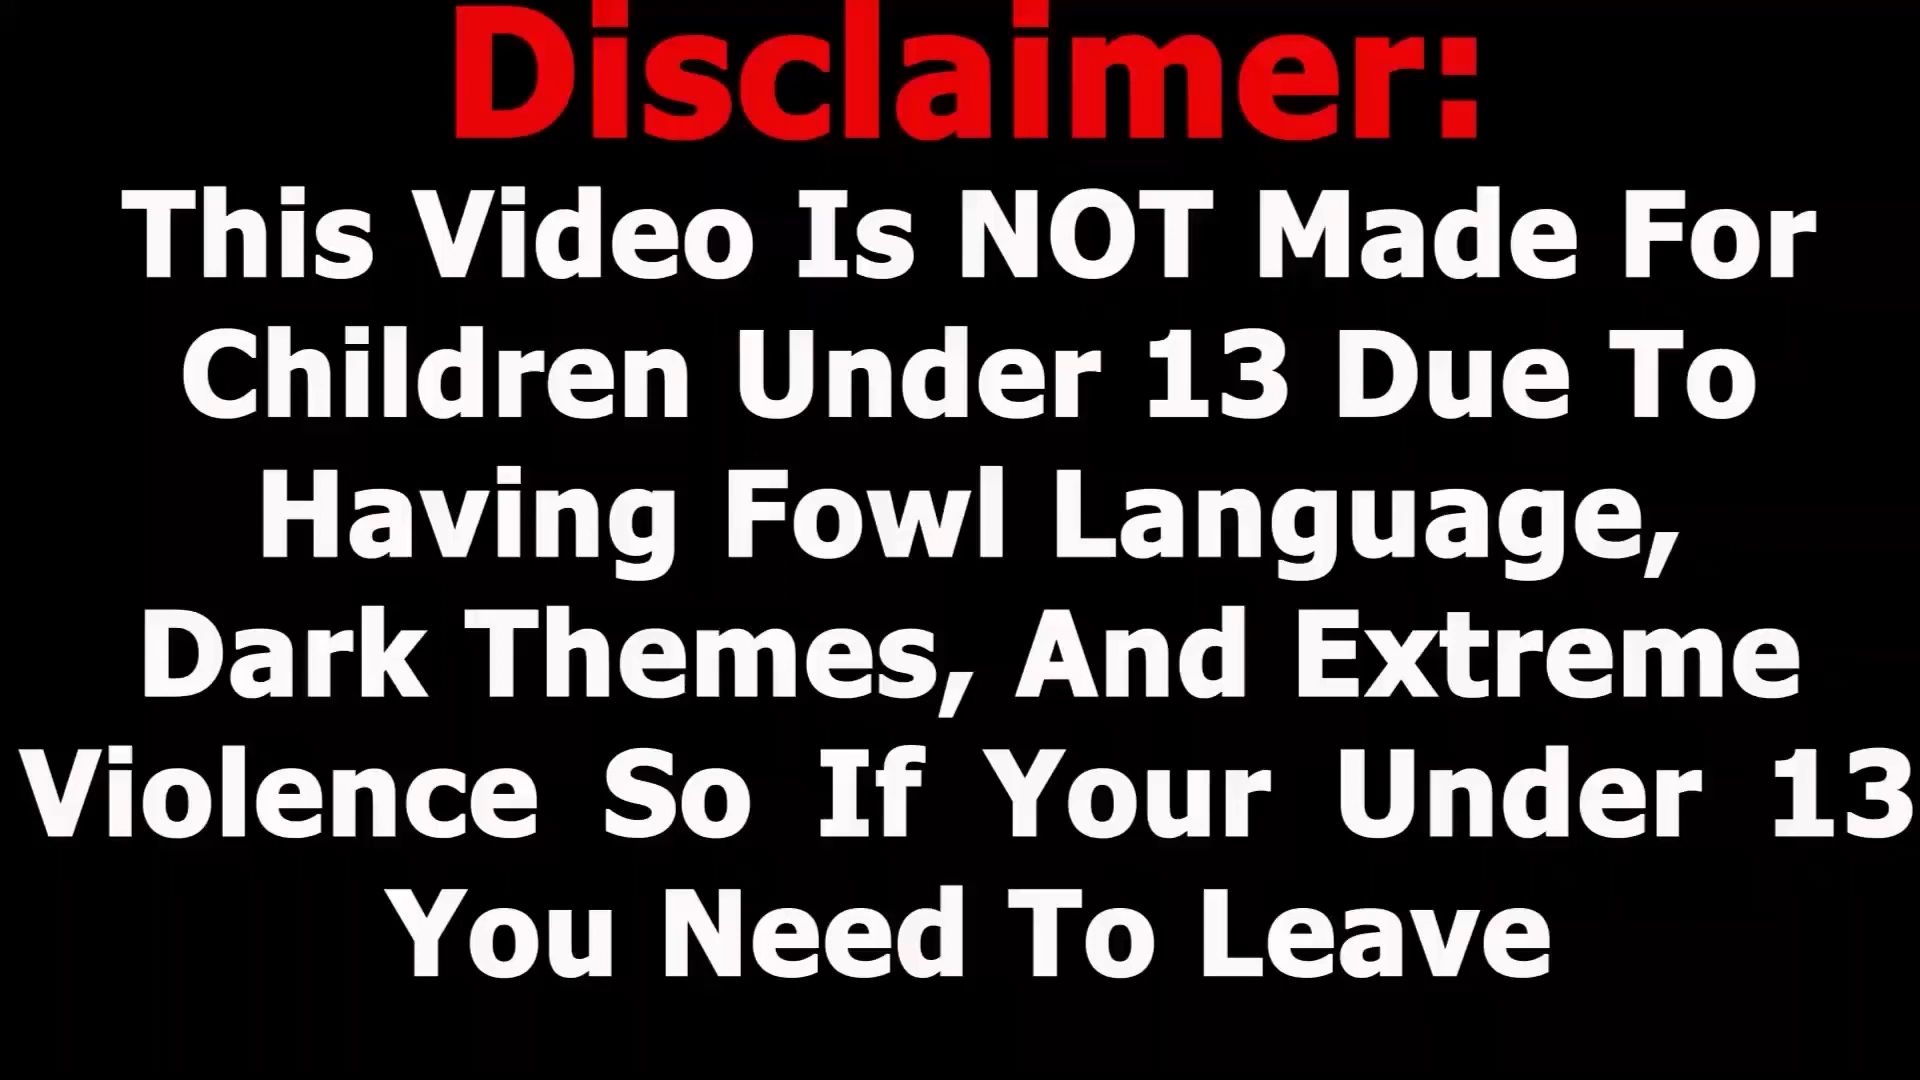 Disclaimer:
This Video Is NOT Made For
Children Under 13 Due To
Having Fowl Language,
Dark Themes, And Extreme
Violence So If Your Under 13
You Need To Leave